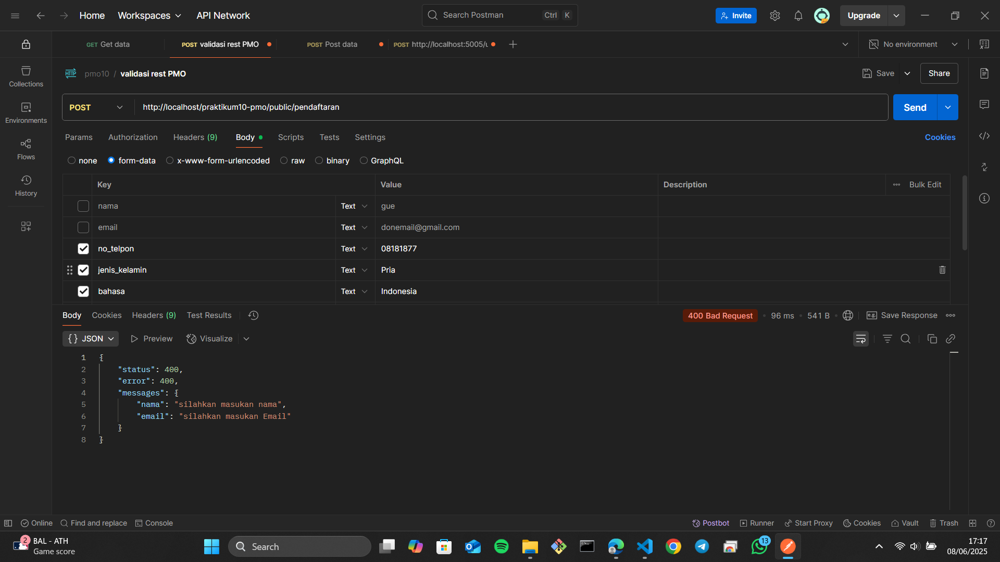 Home
Workspaces
API Network
Search Postman
Ctrl
K
Invite
Upgrade
GET Get data
POST validasi rest PMO
POST Post data
POST http://localhost:5005/u
No environment
Collections
Environments
Flows
History
HTTP
pmo10 / validasi rest PMO
Save
Share
POST
http://localhost/praktikum10-pmo/public/pendaftaran
Send
Params
Authorization
Headers (9)
Body
Scripts
Tests
Settings
Cookies
none
form-data
x-www-form-urlencoded
raw
binary
GraphQL
Key
Value
Description
Bulk Edit
nama Text gue
email Text donemail@gmail.com
no_telpon Text 08181877
jenis_kelamin Text Pria
bahasa Text Indonesia
Body
Cookies
Headers (9)
Test Results
400 Bad Request
96 ms
541 B
e.g. Save Response
{} JSON
Preview
Visualize
1 {
2 "status": 400,
3 "error": 400,
4 "messages": {
5 "nama": "silahkan masukan nama",
6 "email": "silahkan masukan Email"
7 }
8 }
Online
Find and replace
Console
Postbot
Runner
Start Proxy
Cookies
Vault
Trash
2
BAL - ATH
Game score
Search
13
17:17
08/06/2025